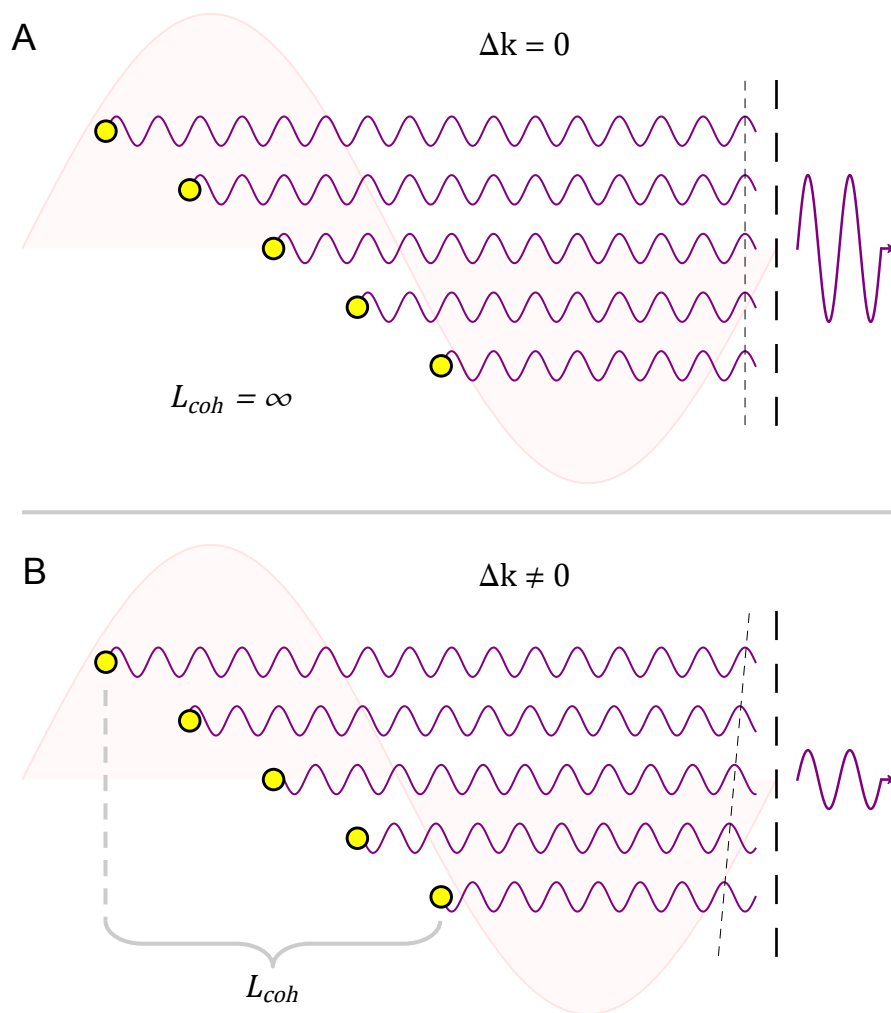 A
Δk = 0
L_coh = ∞
B
Δk ≠ 0
L_coh